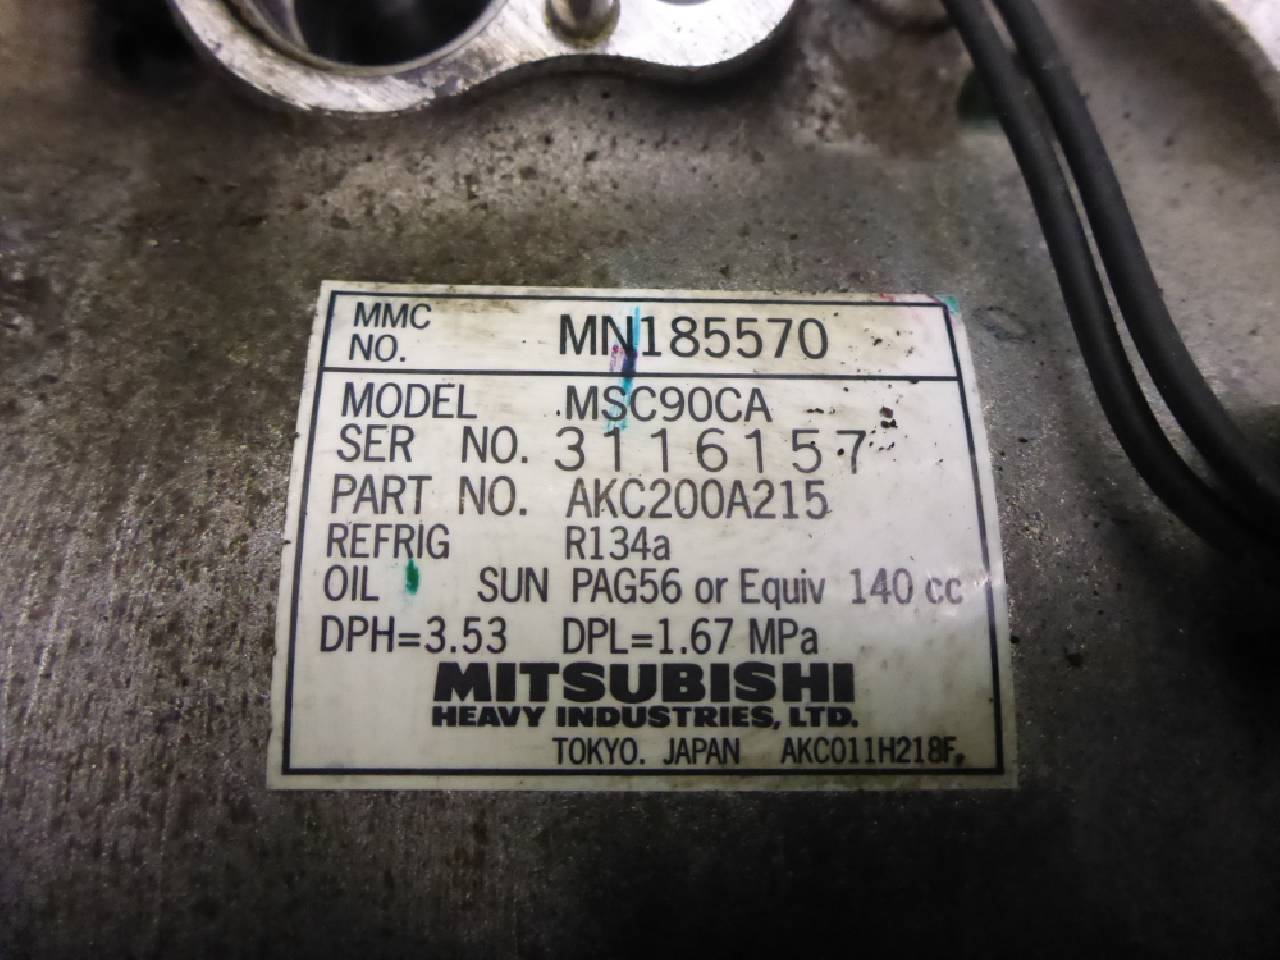 MMC NO. MN185570
MODEL MSC90CA
SER NO. 3116157
PART NO. AKC200A215
REFRIG R134a
OIL SUN PAG56 or Equiv 140 cc
DPH=3.53 DPL=1.67 MPa
MITSUBISHI
HEAVY INDUSTRIES, LTD.
TOKYO. JAPAN AKC011H218F